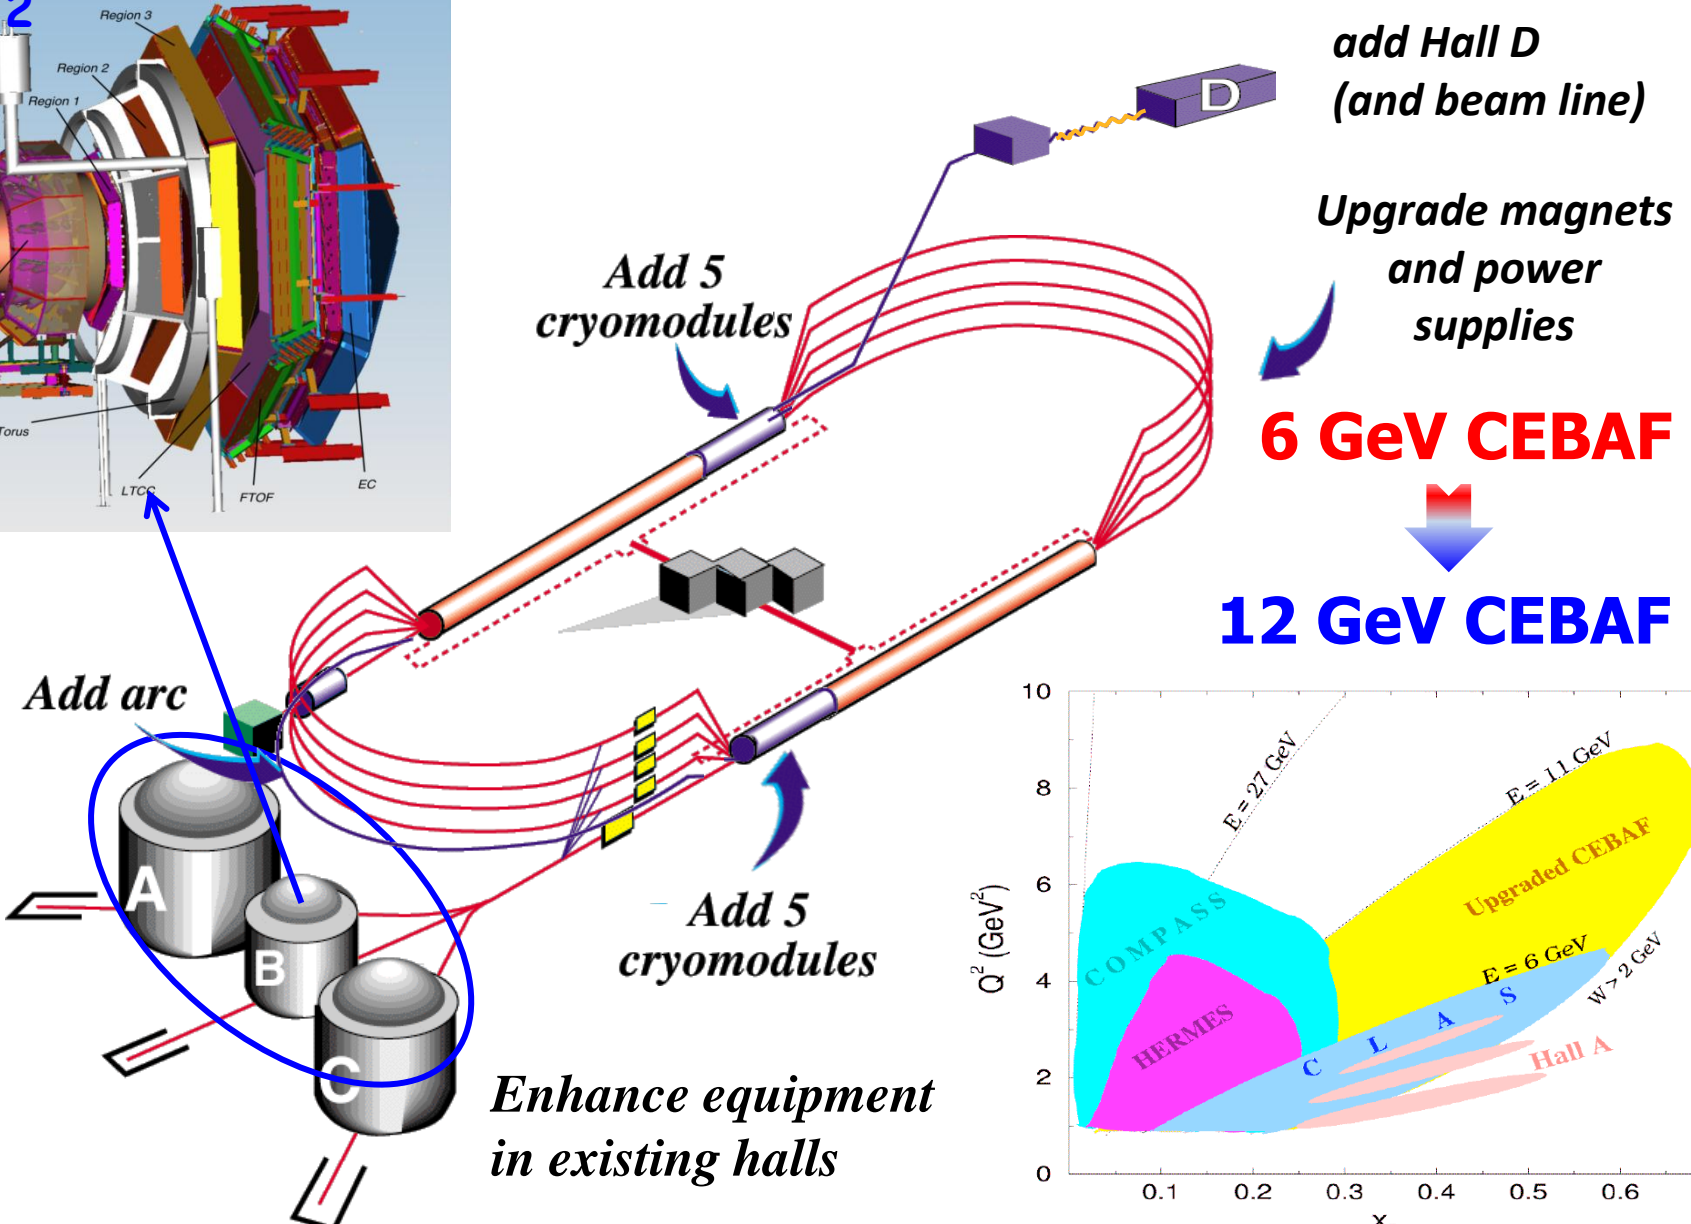 2
Region 3
Region 2
Region 1
Torus
LTCC
FTOF
EC
D
add Hall D
(and beam line)
Upgrade magnets
and power
supplies
Add 5
cryomodules
6 GeV CEBAF
12 GeV CEBAF
Add arc
A
B
C
Add 5
cryomodules
Enhance equipment
in existing halls
10
8
6
4
2
0
Q² (GeV²)
E = 27 GeV
E = 11 GeV
Upgraded CEBAF
COMPASS
E = 6 GeV
W > 2 GeV
HERMES
C L A S
Hall A
0.1 0.2 0.3 0.4 0.5 0.6
x